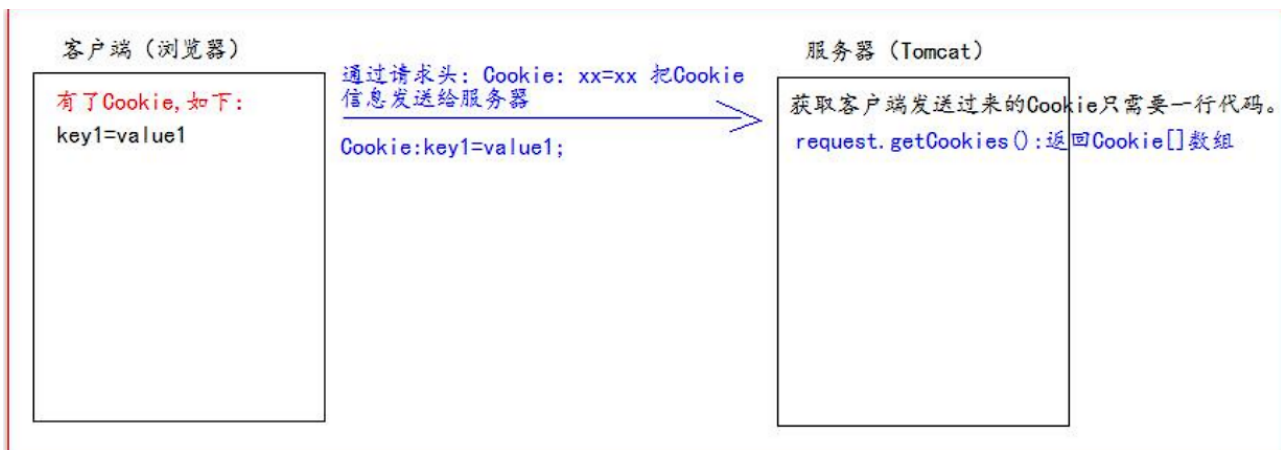 客户端（浏览器）
有了Cookie,如下:
key1=value1
通过请求头: Cookie: xx=xx 把Cookie
信息发送给服务器
Cookie:key1=value1;
服务器（Tomcat）
获取客户端发送过来的Cookie只需要一行代码。
request.getCookies():返回Cookie[]数组